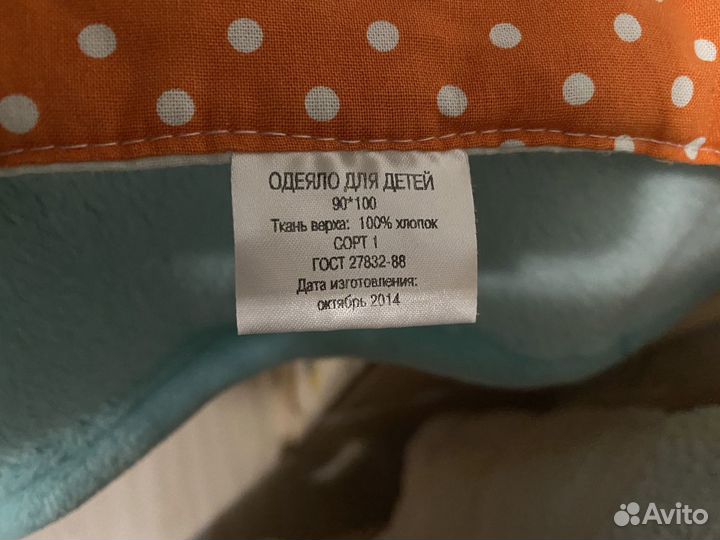 ОДЕЯЛО ДЛЯ ДЕТЕЙ
90*100
Ткань верха: 100% хлопок
СОРТ 1
ГОСТ 27832-88
Дата изготовления:
октябрь 2014
Avito